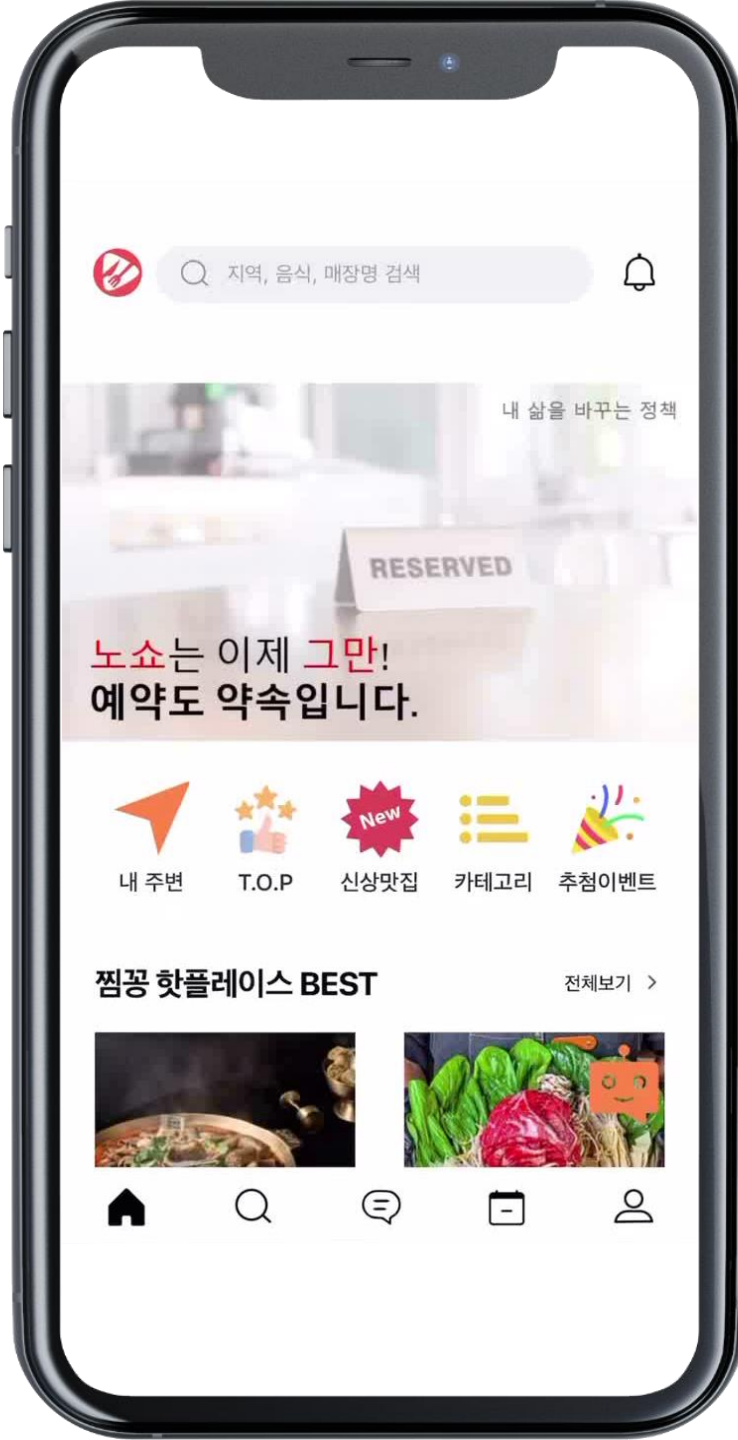 지역, 음식, 매장명 검색
내 삶을 바꾸는 정책
RESERVED
노쇼는 이제 그만!
예약도 약속입니다.
New
내 주변
T.O.P
신상맛집
카테고리
추첨이벤트
찜꽁 핫플레이스 BEST
전체보기 >